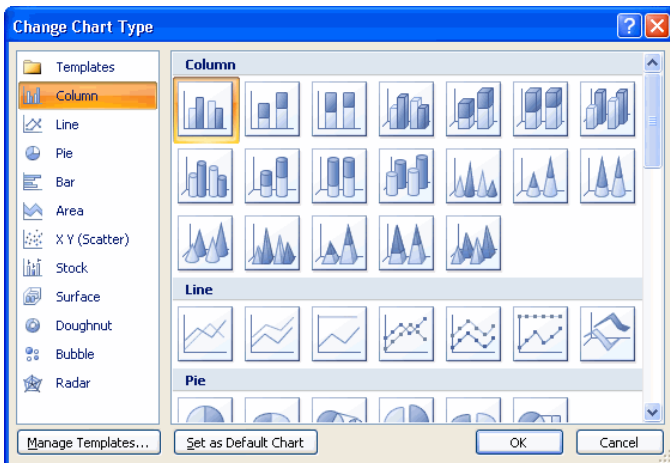 Change Chart Type
Templates
Column
Line
Pie
Bar
Area
X Y (Scatter)
Stock
Surface
Doughnut
Bubble
Radar
Column
Line
Pie
Manage Templates...
Set as Default Chart
OK
Cancel